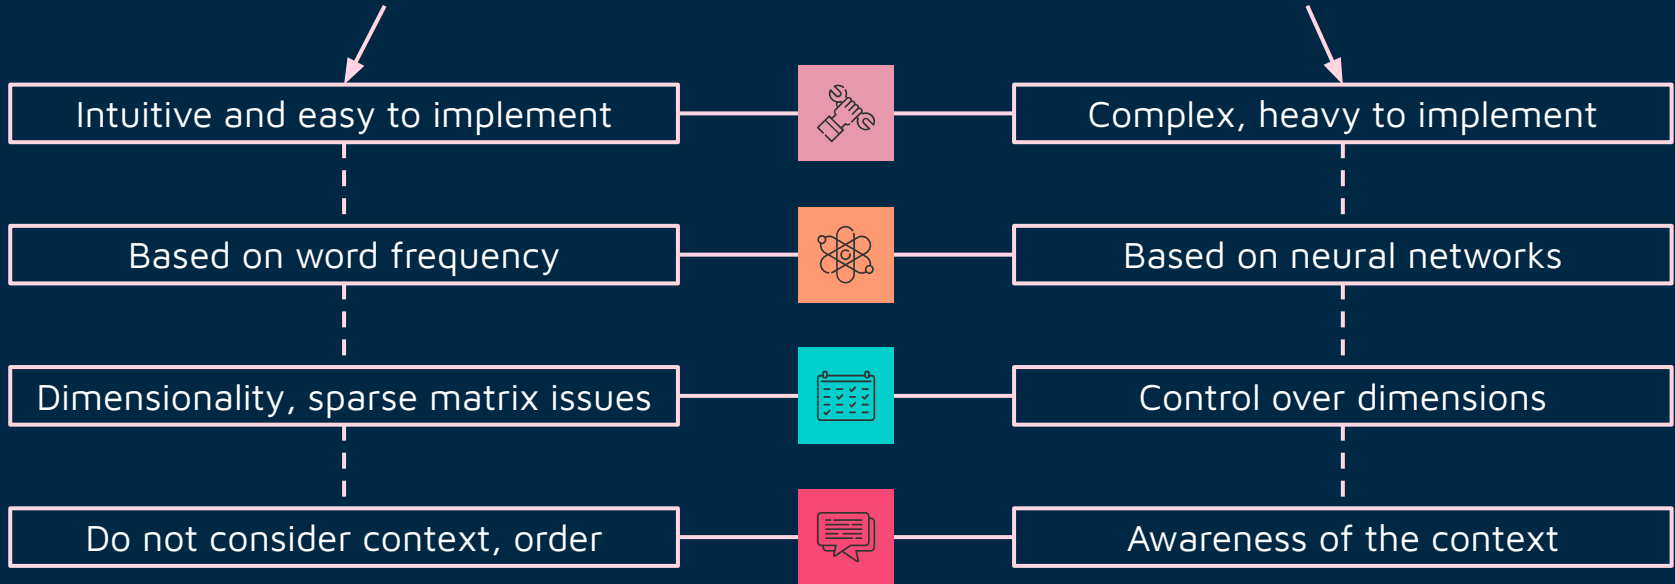 Intuitive and easy to implement
Complex, heavy to implement
Based on word frequency
Based on neural networks
Dimensionality, sparse matrix issues
Control over dimensions
Do not consider context, order
Awareness of the context